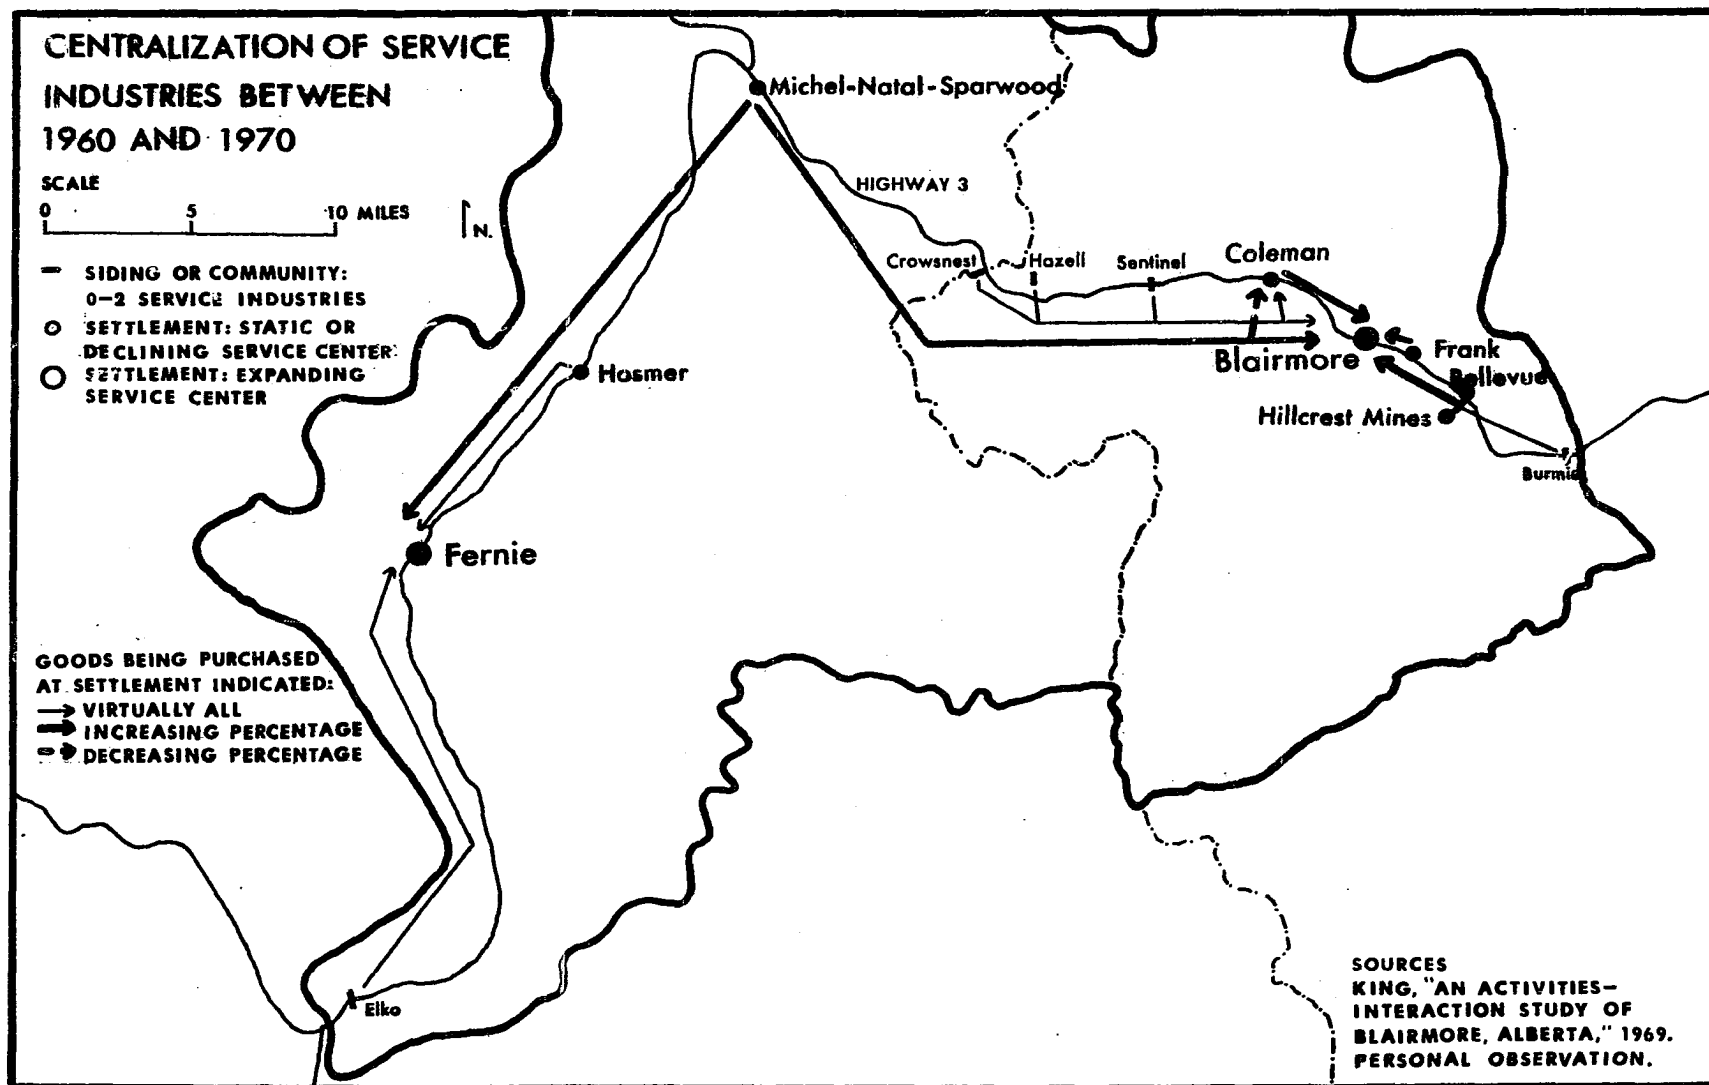 CENTRALIZATION OF SERVICE
INDUSTRIES BETWEEN
1960 AND 1970
SCALE
0 5 10 MILES
N.
SIDING OR COMMUNITY:
0-2 SERVICE INDUSTRIES
SETTLEMENT: STATIC OR
DECLINING SERVICE CENTER
SETTLEMENT: EXPANDING
SERVICE CENTER
Michel-Natal-Sparwood
HIGHWAY 3
Crowsnest
Hazell
Sentinel
Coleman
Blairmore
Frank
Bellevue
Hillcrest Mines
Hosmer
Fernie
Elko
GOODS BEING PURCHASED
AT SETTLEMENT INDICATED:
VIRTUALLY ALL
INCREASING PERCENTAGE
DECREASING PERCENTAGE
SOURCES
KING, "AN ACTIVITIES-
INTERACTION STUDY OF
BLAIRMORE, ALBERTA," 1969.
PERSONAL OBSERVATION.